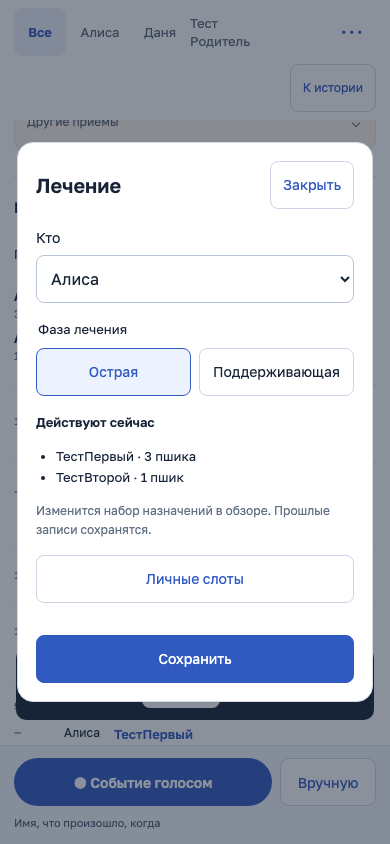 Все
Алиса
Даня
Тест
Родитель
К истории
Другие приемы
Лечение
Закрыть
Кто
Алиса
Фаза лечения
Острая
Поддерживающая
Действуют сейчас
• ТестПервый · 3 пшика
• ТестВторой · 1 пшик
Изменится набор назначений в обзоре. Прошлые
записи сохранятся.
Личные слоты
Сохранить
Алиса
ТестПервый
Событие голосом
Вручную
Имя, что произошло, когда